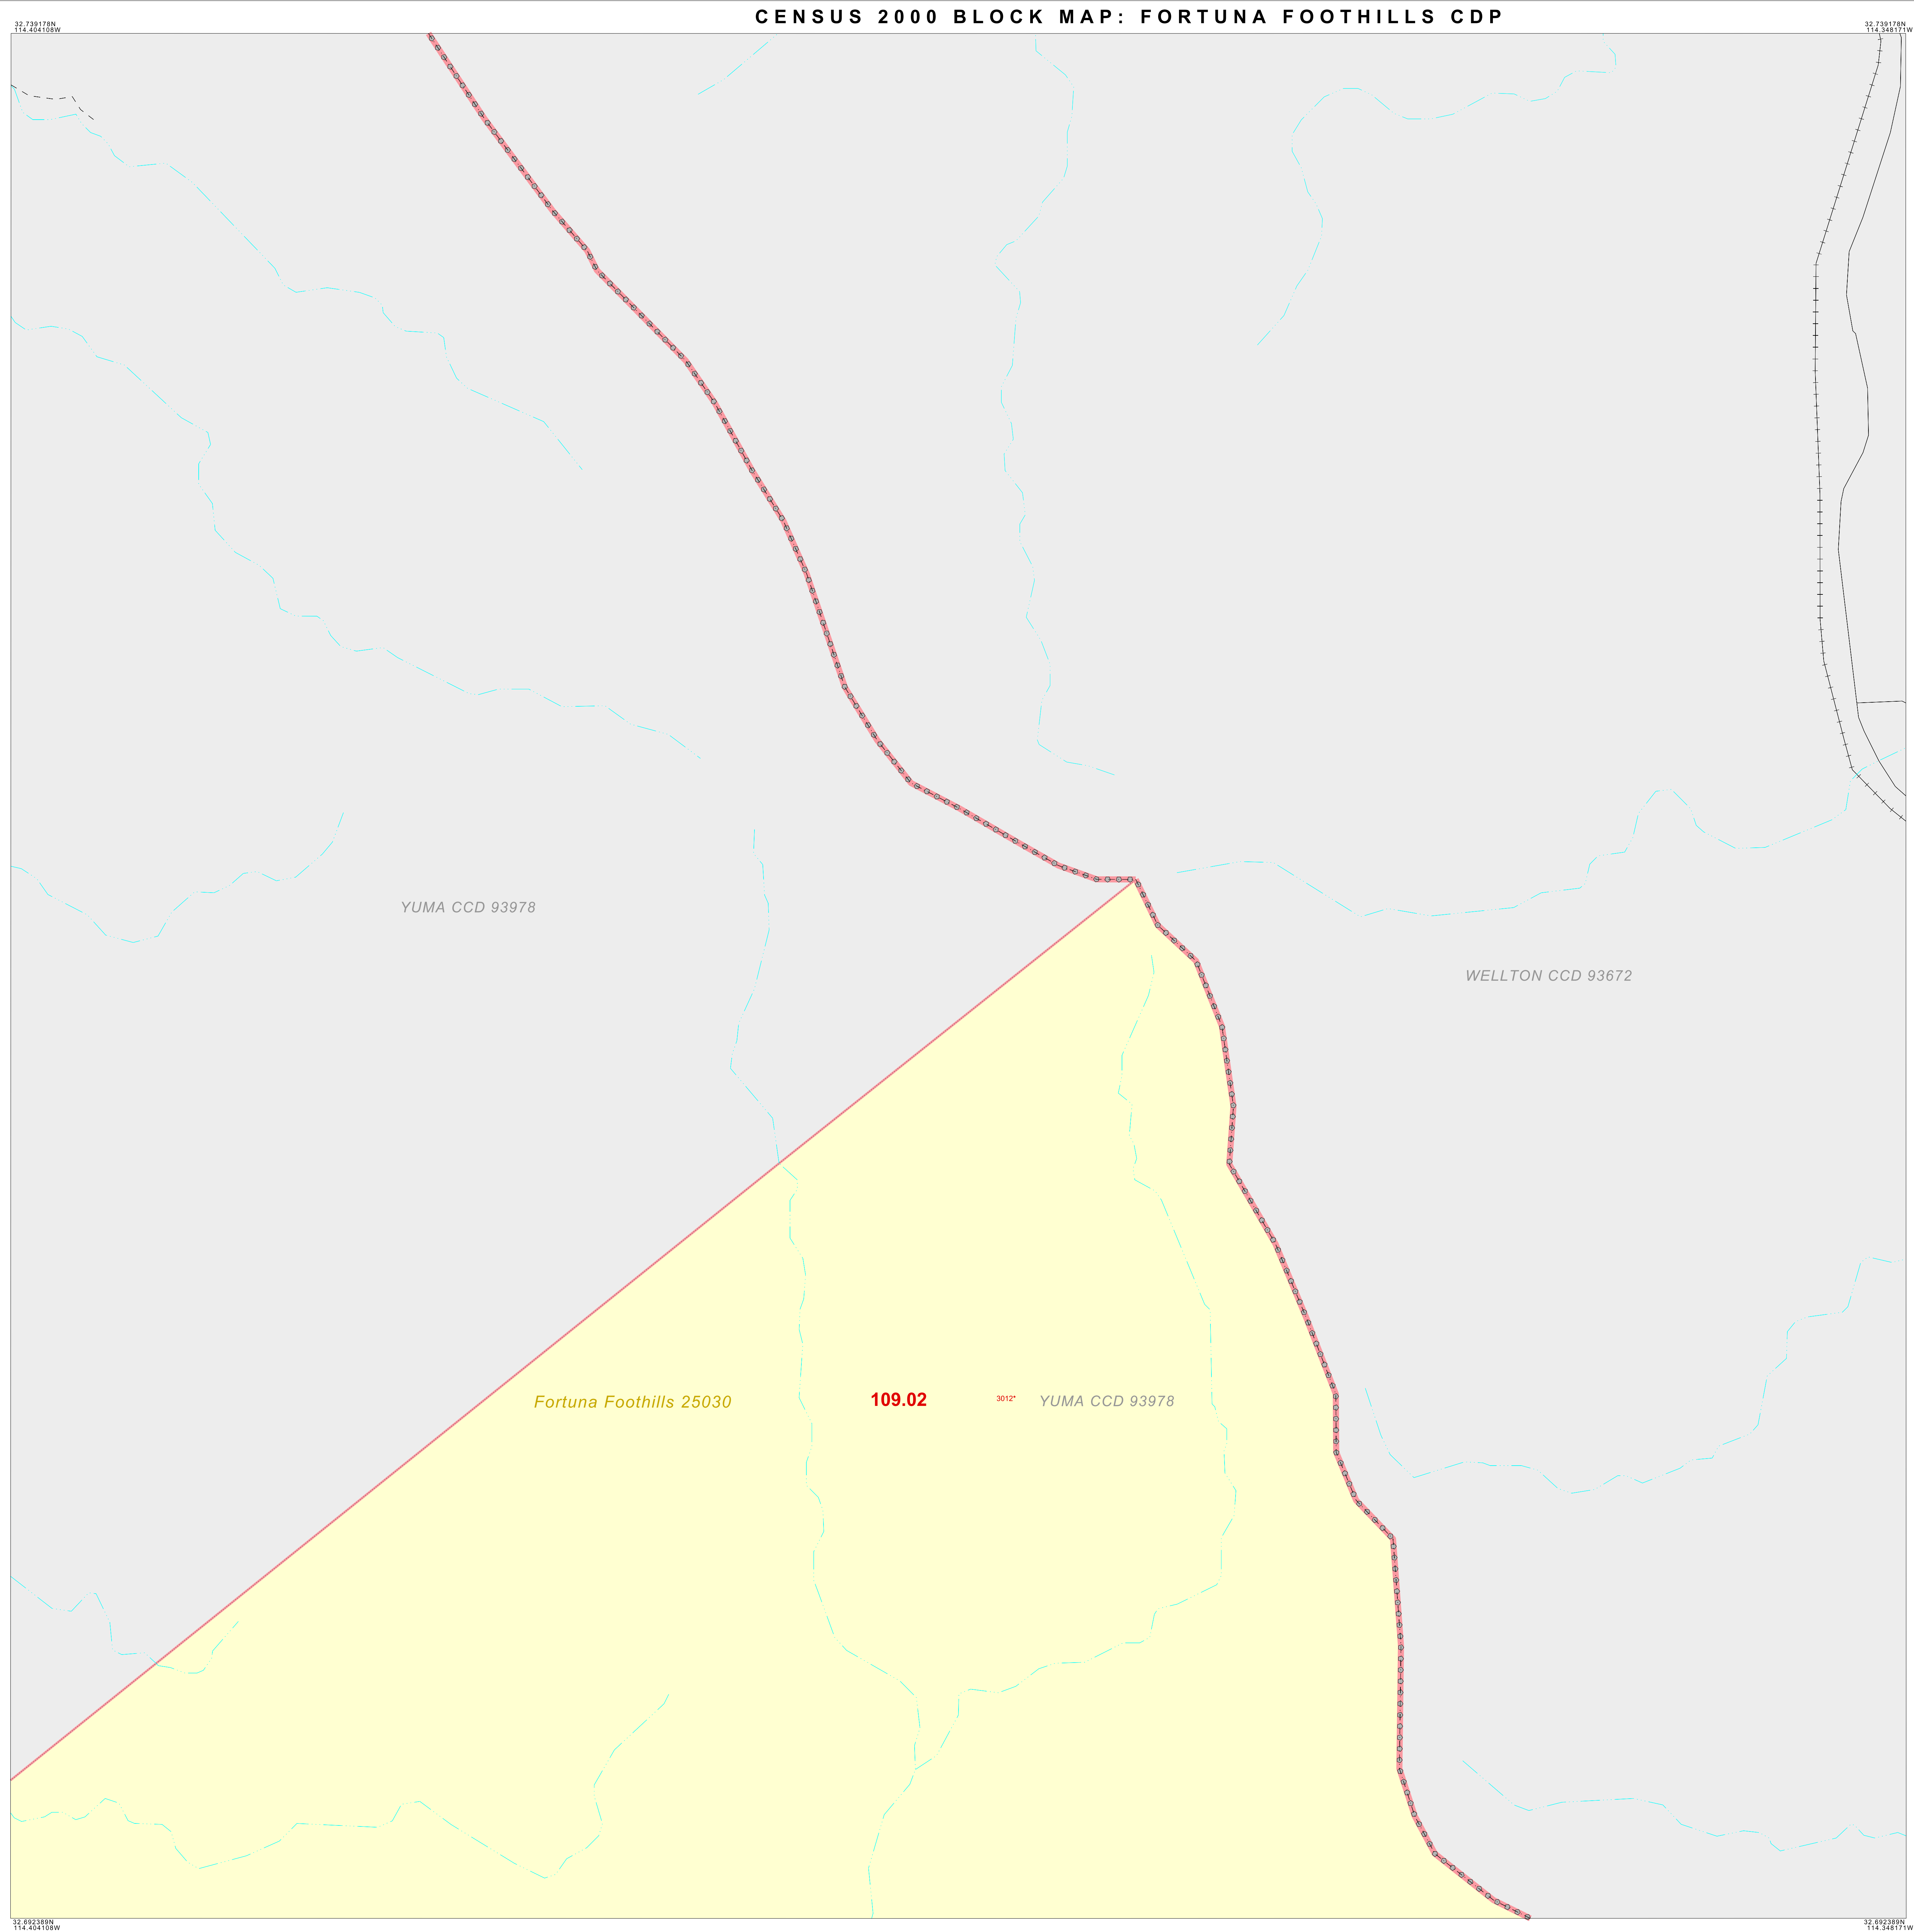 CENSUS 2000 BLOCK MAP: FORTUNA FOOTHILLS CDP
32.739178N
114.404108W
32.739178N
114.348171W
YUMA CCD 93978
WELLTON CCD 93672
Fortuna Foothills 25030
109.02
3012*
YUMA CCD 93978
32.692389N
114.404108W
32.692389N
114.348171W